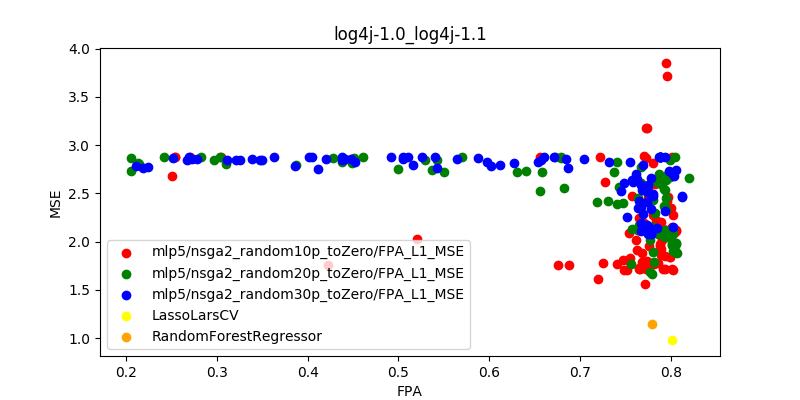 log4j-1.0_log4j-1.1
4.0
3.5
3.0
2.5
2.0
1.5
1.0
MSE
mlp5/nsga2_random10p_toZero/FPA_L1_MSE
mlp5/nsga2_random20p_toZero/FPA_L1_MSE
mlp5/nsga2_random30p_toZero/FPA_L1_MSE
LassoLarsCV
RandomForestRegressor
0.2 0.3 0.4 0.5 0.6 0.7 0.8
FPA